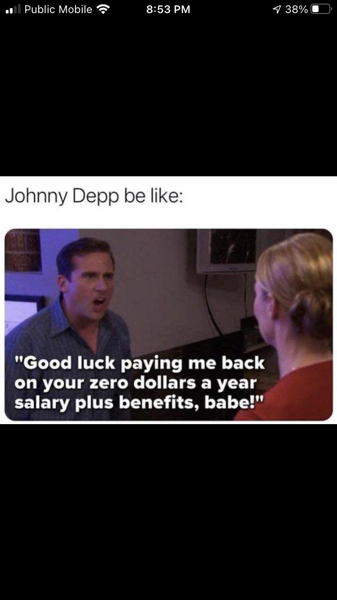 Public Mobile 8:53 PM 38%
Johnny Depp be like:
"Good luck paying me back
on your zero dollars a year
salary plus benefits, babe!"